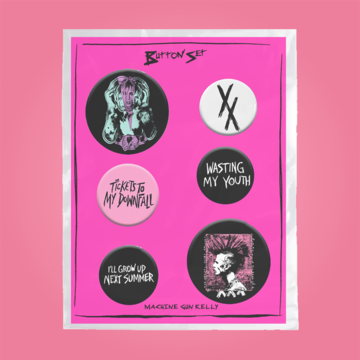 BUTTON SET
XX
TICKETS TO
MY DOWNFALL
WASTING
MY YOUTH
I'LL GROW UP
NEXT SUMMER
MACHINE GUN KELLY